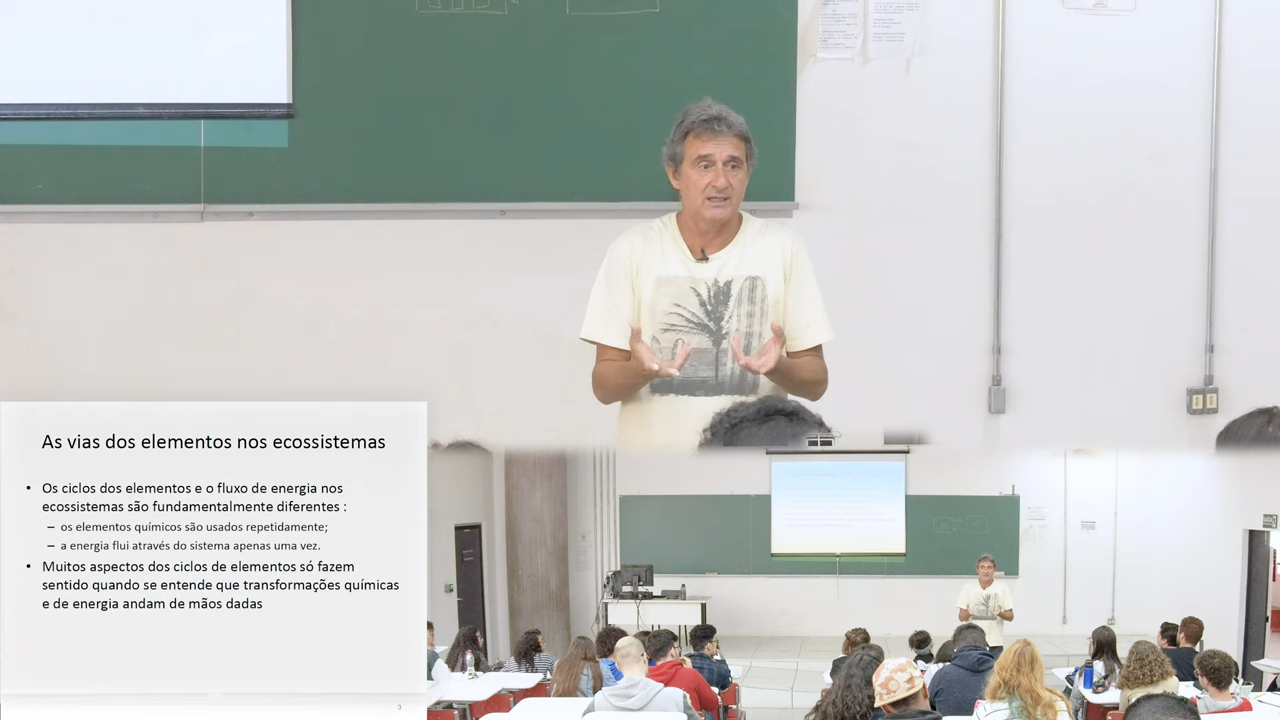 As vias dos elementos nos ecossistemas
• Os ciclos dos elementos e o fluxo de energia nos
ecossistemas são fundamentalmente diferentes :
– os elementos químicos são usados repetidamente;
– a energia flui através do sistema apenas uma vez.
• Muitos aspectos dos ciclos de elementos só fazem
sentido quando se entende que transformações químicas
e de energia andam de mãos dadas
3